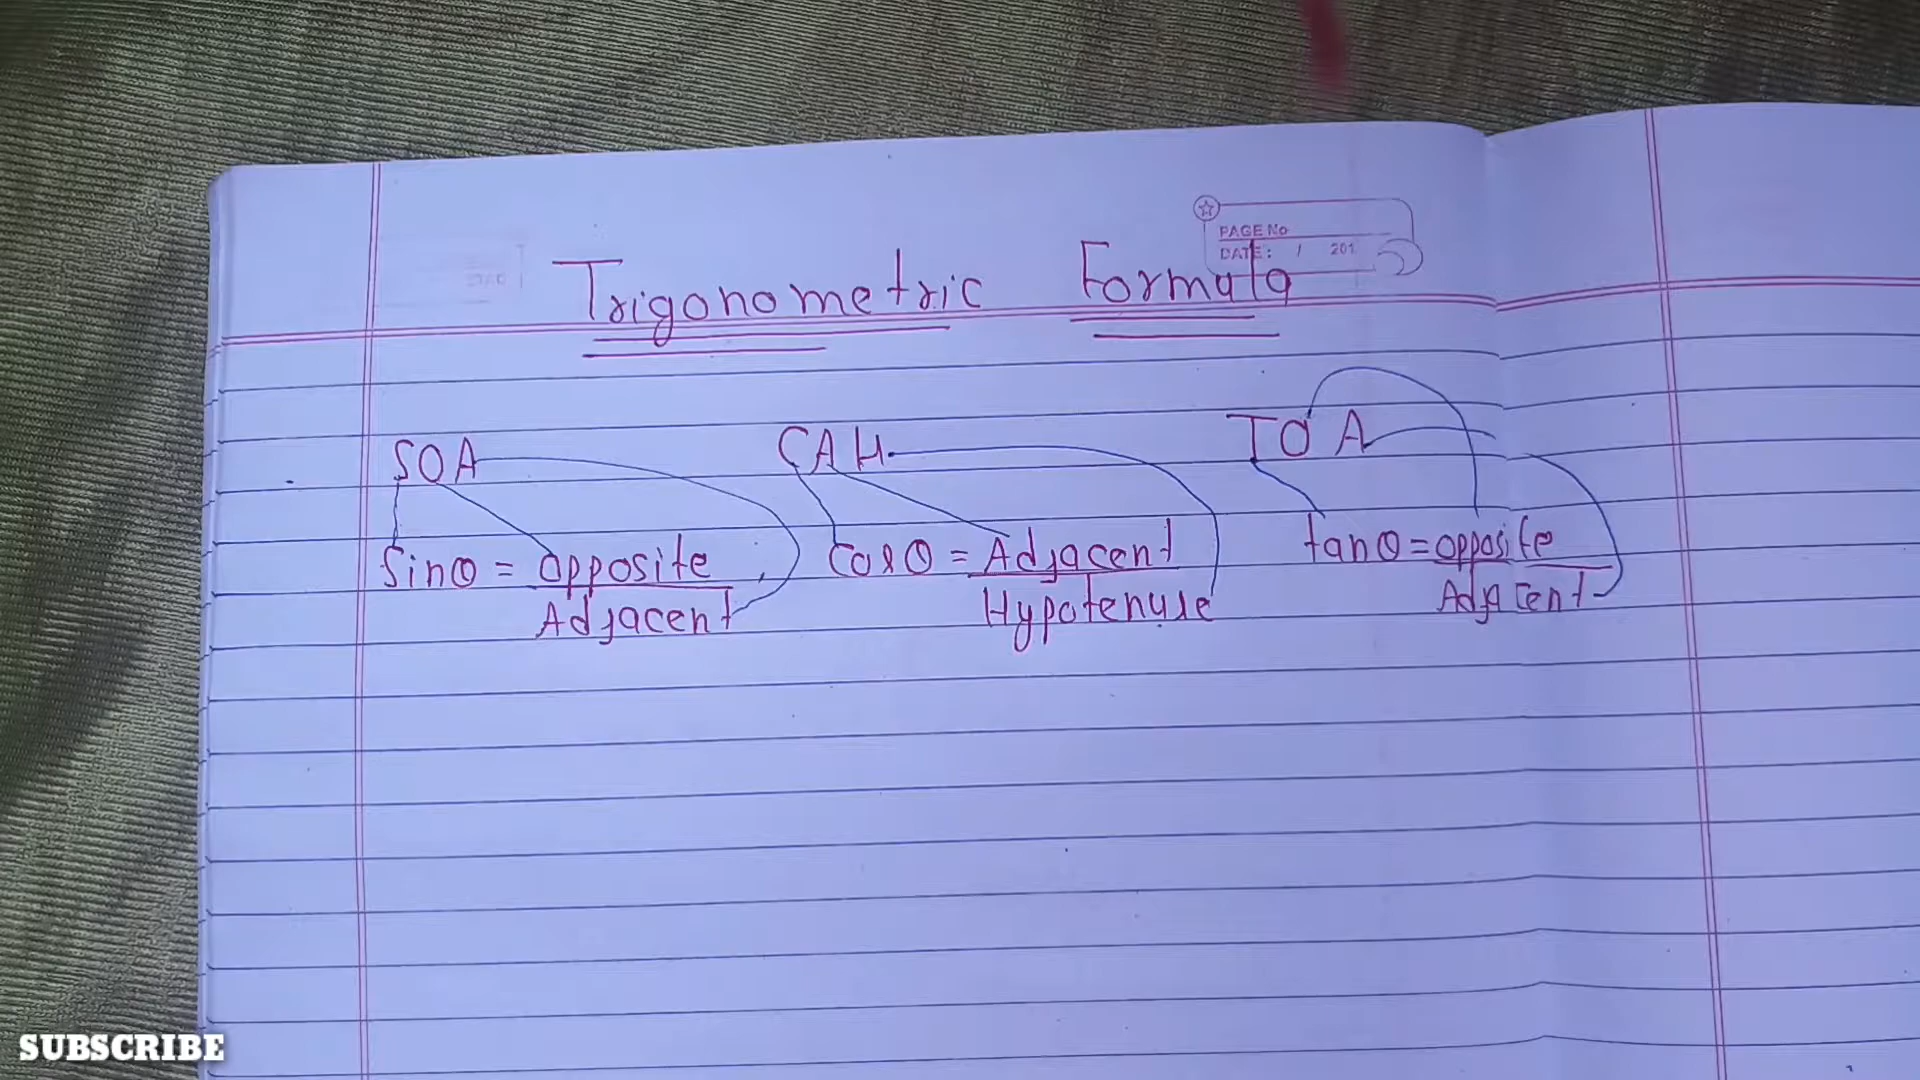 PAGE No
DATE: / 201
Trigonometric Formula
SOA CAH TOA
Sinθ = opposite Cosθ = Adjacent tanθ = opposite
Adjacent Hypotenuse Adjacent
SUBSCRIBE